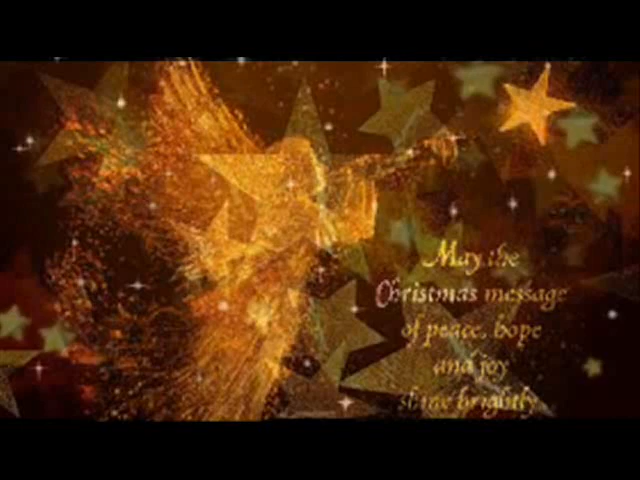 May the
Christmas message
of peace, hope
and joy
shine brightly